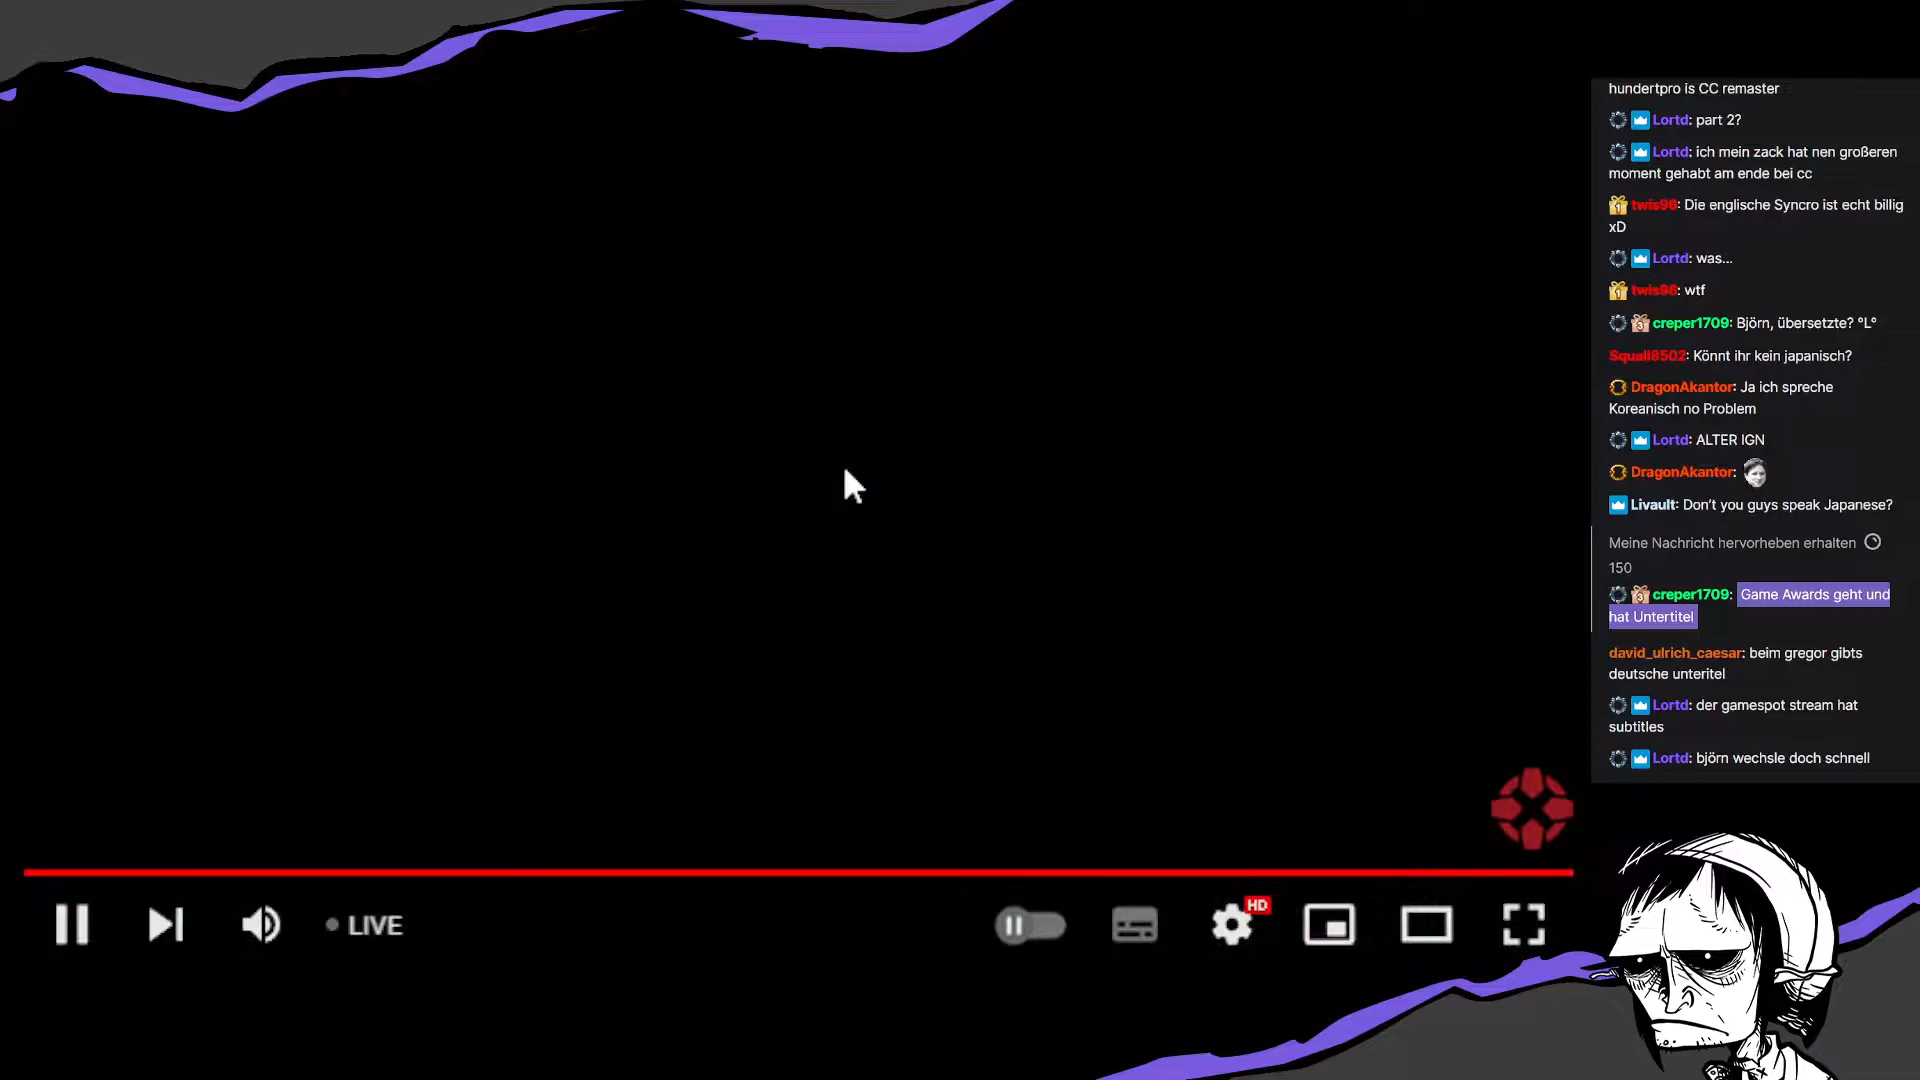 hundertpro is CC remaster
Lortd: part 2?
Lortd: ich mein zack hat nen großeren
moment gehabt am ende bei cc
twis98: Die englische Syncro ist echt billig
xD
Lortd: was...
twis98: wtf
creper1709: Björn, übersetzte? °L°
Squall8502: Könnt ihr kein japanisch?
DragonAkantor: Ja ich spreche
Koreanisch no Problem
Lortd: ALTER IGN
DragonAkantor:
Livault: Don't you guys speak Japanese?
Meine Nachricht hervorheben erhalten
150
creper1709: Game Awards geht und
hat Untertitel
david_ulrich_caesar: beim gregor gibts
deutsche unteritel
Lortd: der gamespot stream hat
subtitles
Lortd: björn wechsle doch schnell
LIVE
HD